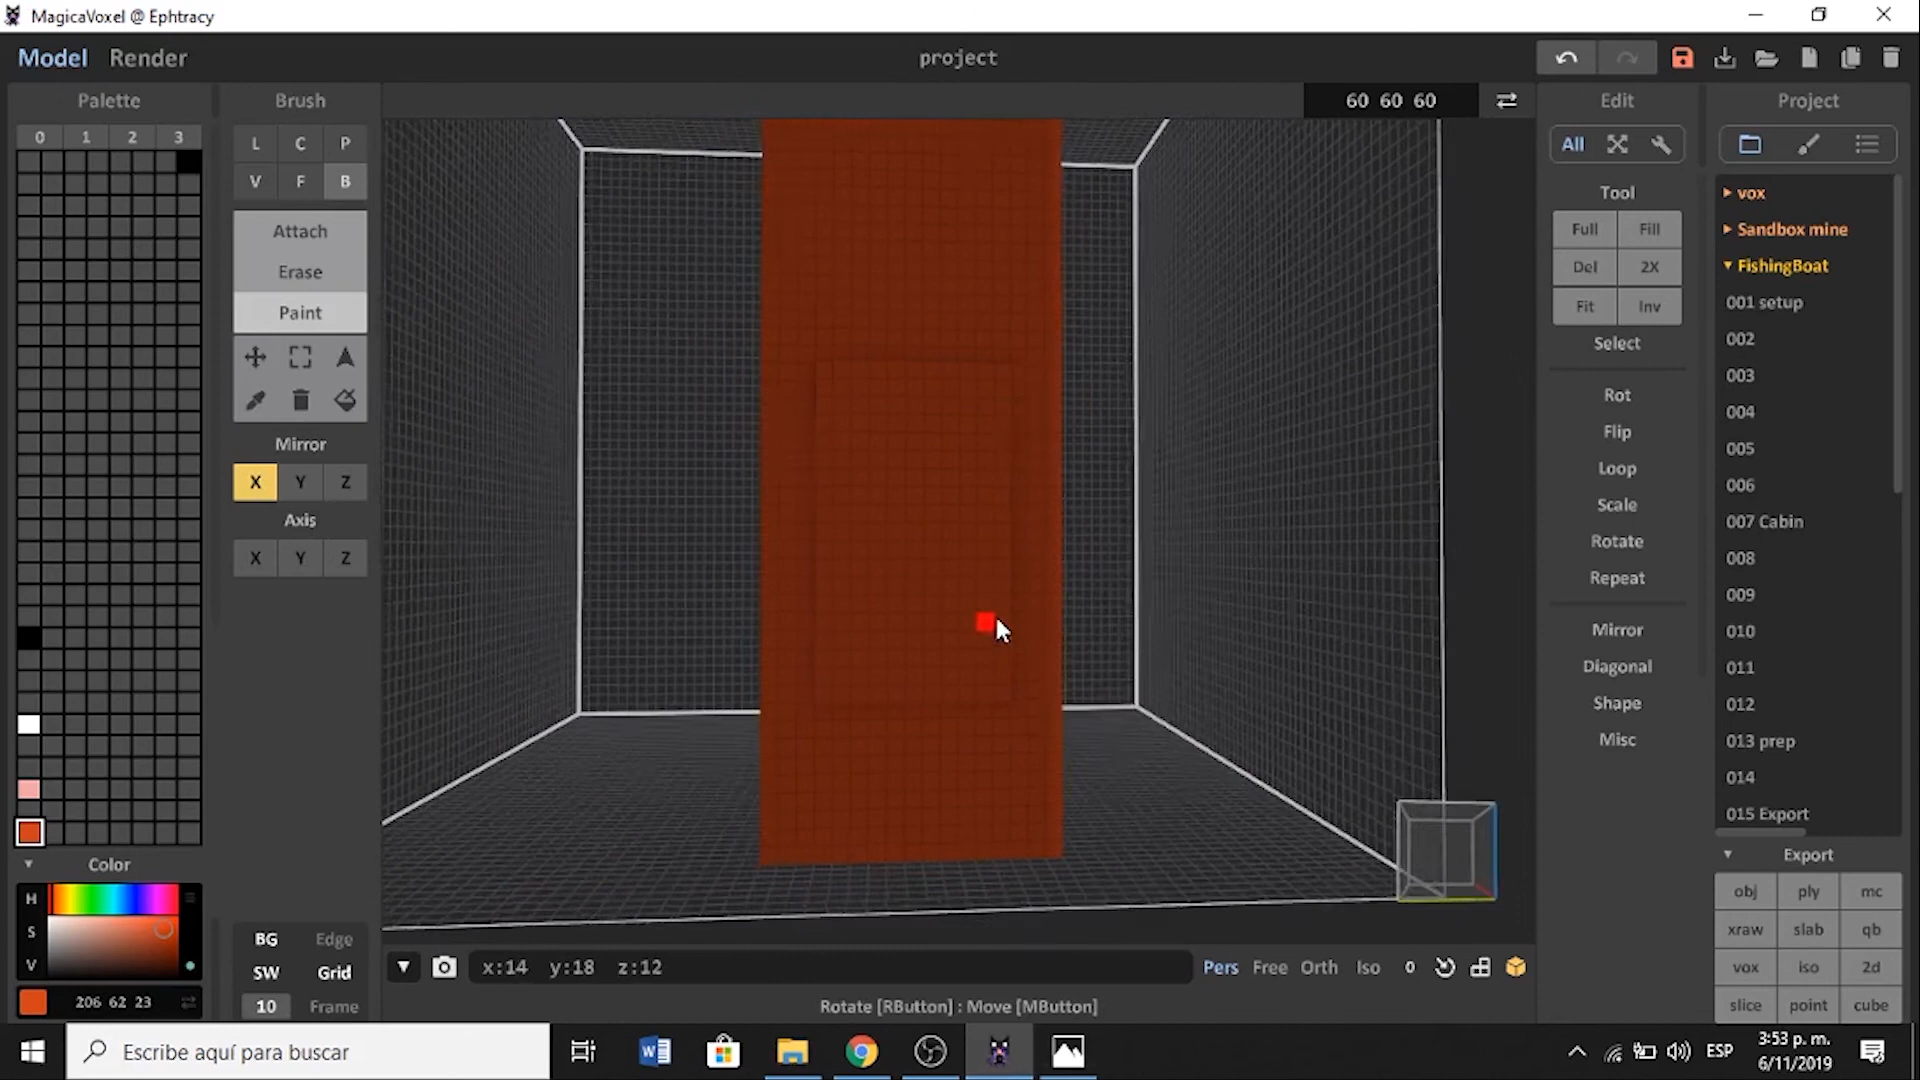 MagicaVoxel @ Ephtracy
Model Render
project
Palette
0 1 2 3
Brush
L C P
V F B
Attach
Erase
Paint
Mirror
X Y Z
Axis
X Y Z
60 60 60
Edit
All
Tool
Full Fill
Del 2X
Fit Inv
Select
Rot
Flip
Loop
Scale
Rotate
Repeat
Mirror
Diagonal
Shape
Misc
Project
vox
Sandbox mine
FishingBoat
001 setup
002
003
004
005
006
007 Cabin
008
009
010
011
012
013 prep
014
015 Export
Export
obj ply mc
xraw slab qb
vox iso 2d
slice point cube
Color
H
S
V
206 62 23
BG Edge
SW Grid
10 Frame
x:14 y:18 z:12
Pers Free Orth Iso 0
Rotate [RButton] : Move [MButton]
Escribe aquí para buscar
ESP
3:53 p. m.
6/11/2019